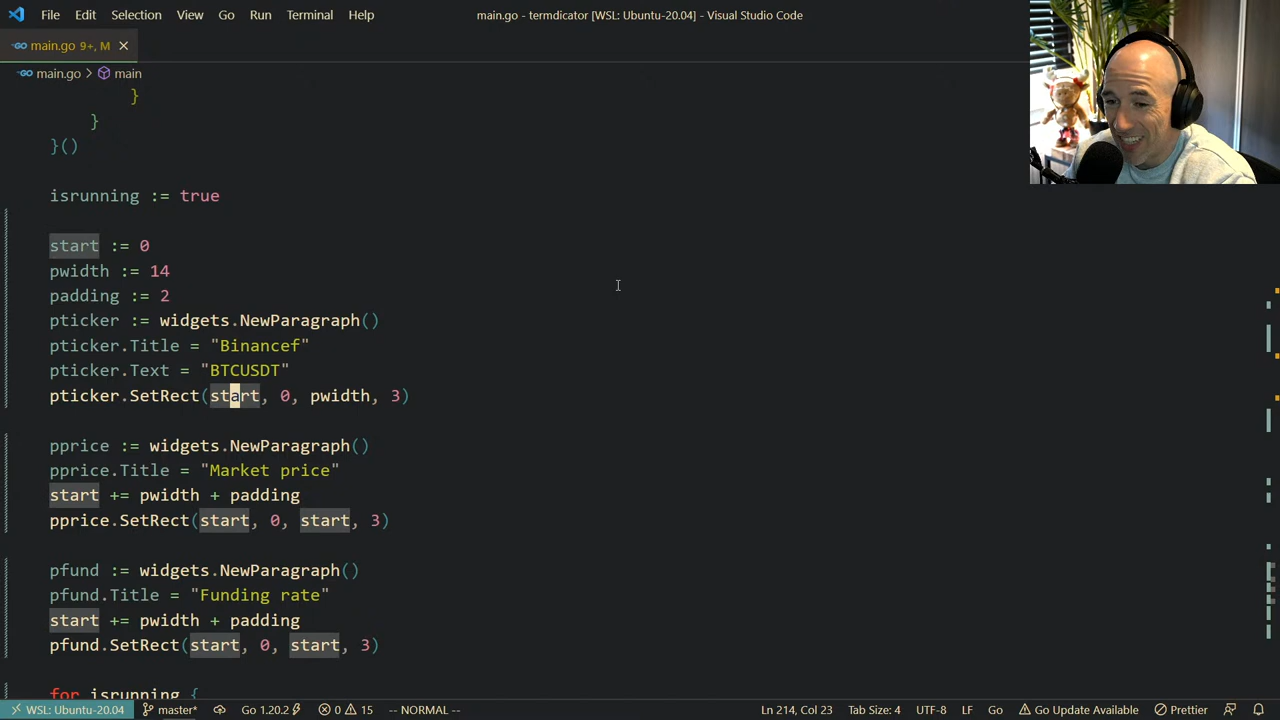 File Edit Selection View Go Run Terminal Help
main.go - termdicator [WSL: Ubuntu-20.04] - Visual Studio Code
main.go 9+, M
main.go > main
}
}
}()
isrunning := true
start := 0
pwidth := 14
padding := 2
pticker := widgets.NewParagraph()
pticker.Title = "Binancef"
pticker.Text = "BTCUSDT"
pticker.SetRect(start, 0, pwidth, 3)
pprice := widgets.NewParagraph()
pprice.Title = "Market price"
start += pwidth + padding
pprice.SetRect(start, 0, start, 3)
pfund := widgets.NewParagraph()
pfund.Title = "Funding rate"
start += pwidth + padding
pfund.SetRect(start, 0, start, 3)
for isrunning {
WSL: Ubuntu-20.04 master* Go 1.20.2 0 15 -- NORMAL -- Ln 214, Col 23 Tab Size: 4 UTF-8 LF Go Go Update Available Prettier